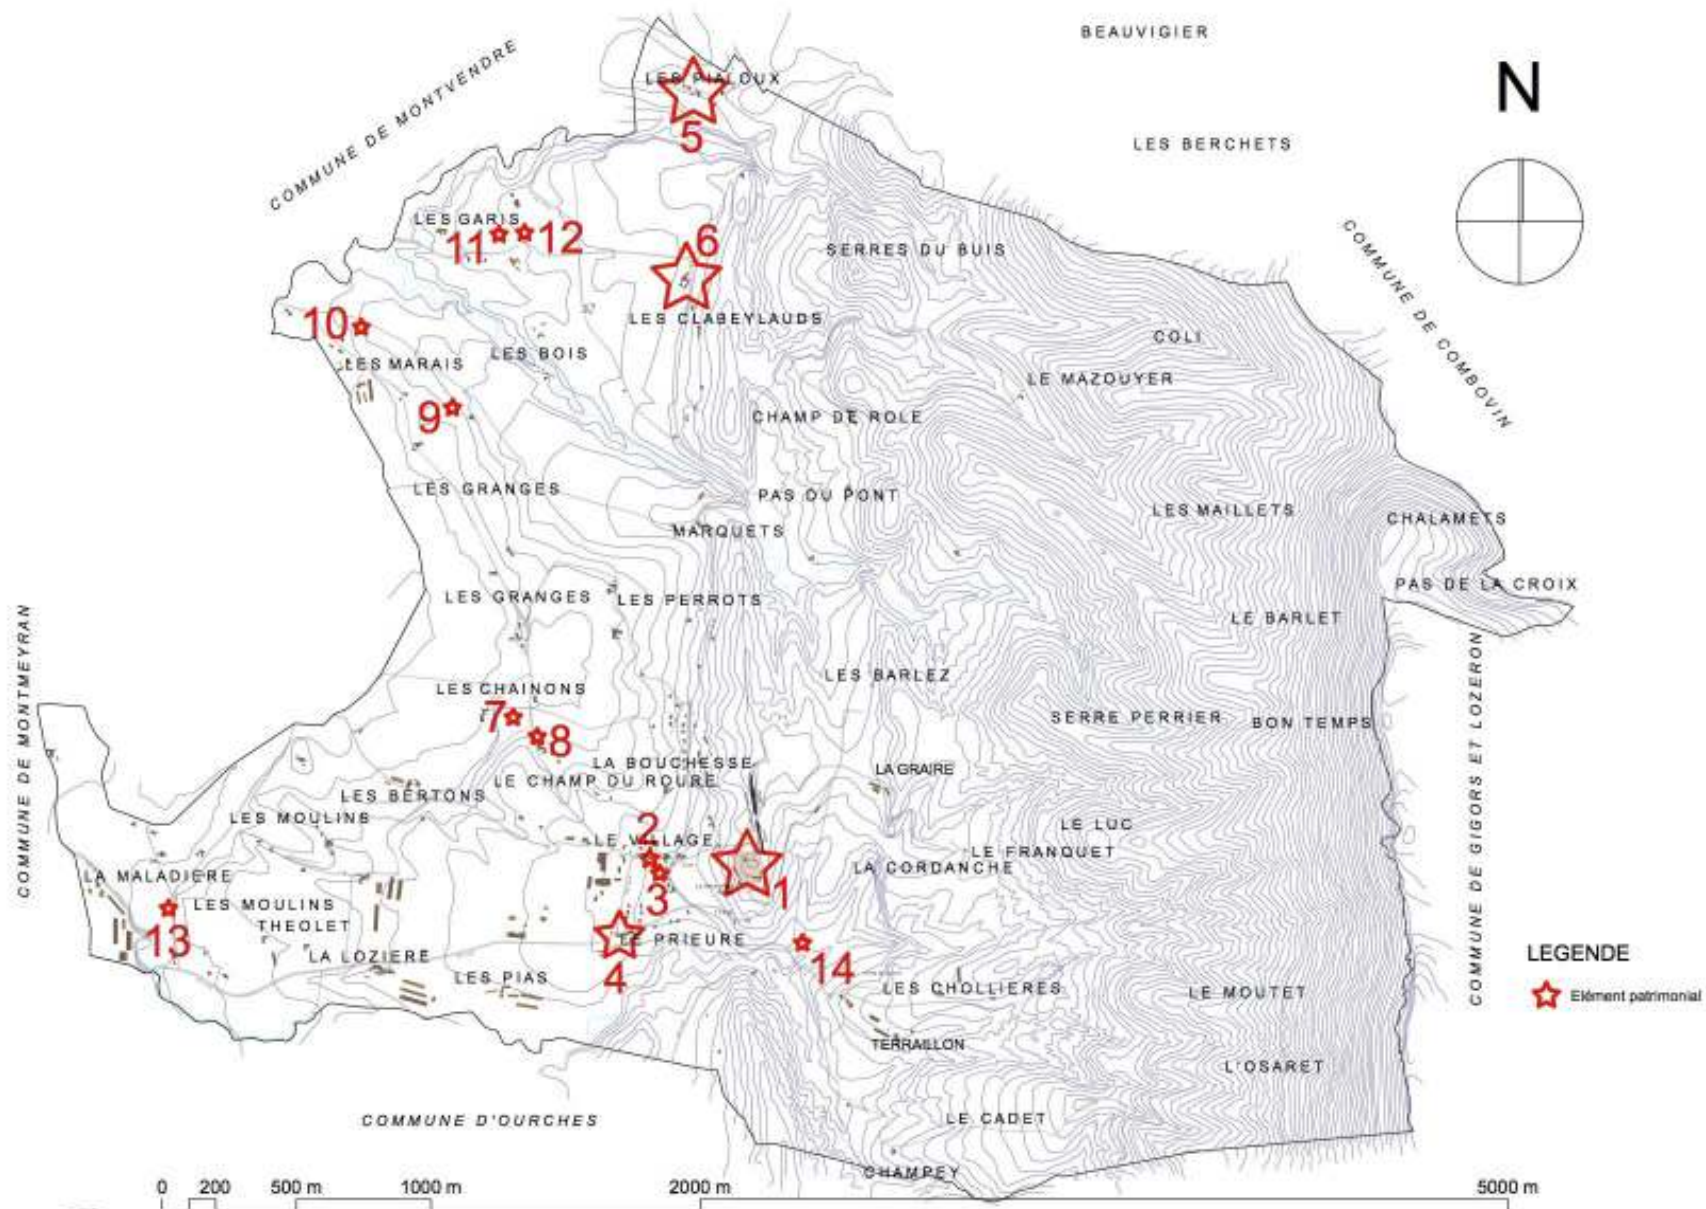 BEAUVIGIER
N
COMMUNE DE MONTVENDRE
LES PIALOUX
5
LES BERCHETS
LES GARIS
11
12
6
SERRES DU BUIS
COMMUNE DE COMBOVIN
10
LES CLABEYLAUDS
LES MARAIS
LES BOIS
COLI
LE MAZOUYER
9
CHAMP DE ROLE
LES GRANGES
PAS DU PONT
LES MAILLETS
CHALAMETS
MARQUETS
PAS DE LA CROIX
LES GRANGES
LES PERROTS
LE BARLET
COMMUNE DE MONTMEYRAN
COMMUNE DE GIGORS ET LOZERON
LES BARLEZ
LES CHAINONS
7
8
SERRE PERRIER
BON TEMPS
LA BOUCHESSE
LE CHAMP DU ROURE
LA GRAIRE
LES BERTONS
LES MOULINS
2
LE VILLAGE
LE LUC
LE FRANQUET
LA CORDANCHE
LA MALADIERE
3
1
LES MOULINS
THEOLET
13
LE PRIEURE
LA LOZIERE
LES PIAS
4
14
LES CHOLLIERES
LE MOUTET
LEGENDE
Elément patrimonial
TERRAILLON
L'OSARET
COMMUNE D'OURCHES
LE CADET
CHAMPEY
0 200 500 m 1000 m 2000 m 5000 m